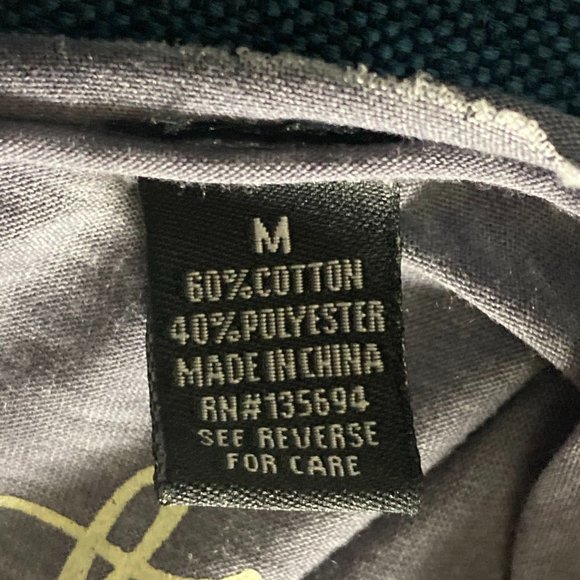 M
60%COTTON
40%POLYESTER
MADE IN CHINA
RN#135694
SEE REVERSE
FOR CARE